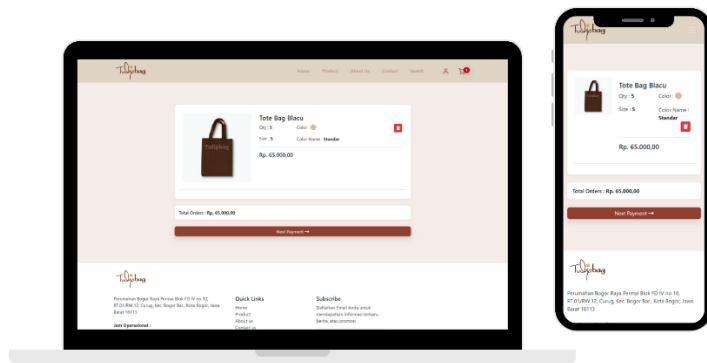 Tulipbag
Home Product About Us Contact Search
1
Tote Bag Blacu
Qty : 5 Color :
Size : S Color Name : Standar
Rp. 65.000,00
Tulipbag
Total Orders : Rp. 65.000,00
Next Payment →
Tulipbag
Perumahan Bogor Raya Permai Blok FD IV no 10,
RT.01/RW.12, Curug, Kec. Bogor Bar., Kota Bogor, Jawa
Barat 16113
Jam Operasional :
Quick Links
Home
Product
About us
Contact us
Subscribe
Daftarkan Email Anda untuk
mendapatkan informasi terbaru,
berita, atau promosi.
Tulipbag
Tote Bag Blacu
Qty : 5 Color :
Size : S Color Name :
Standar
Rp. 65.000,00
Total Orders : Rp. 65.000,00
Next Payment →
Tulipbag
Perumahan Bogor Raya Permai Blok FD IV no 10,
RT.01/RW.12, Curug, Kec. Bogor Bar., Kota Bogor, Jawa
Barat 16113